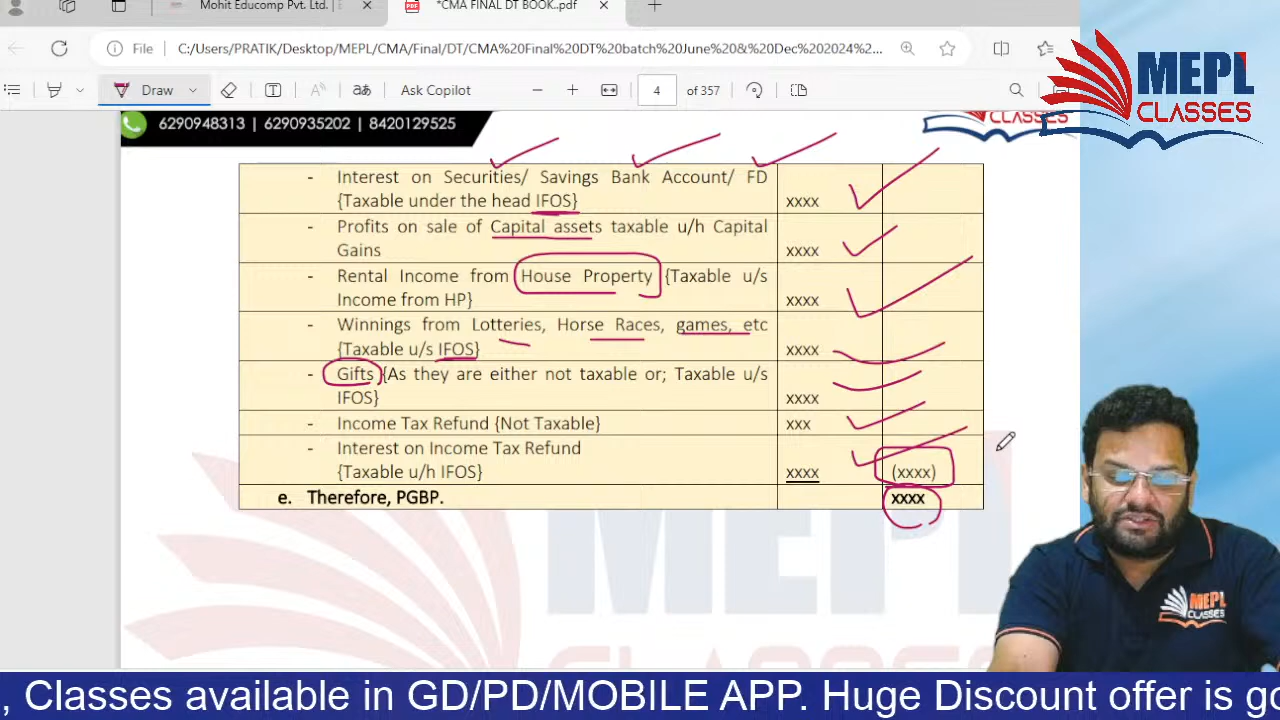 Mohit Educomp Pvt. Ltd. | E
*CMA FINAL DT BOOK..pdf
File
C:/Users/PRATIK/Desktop/MEPL/CMA/Final/DT/CMA%20Final%20DT%20batch%20June%20&%20Dec%202024%2...
Draw
Ask Copilot
4 of 357
MEPL
CLASSES
6290948313 | 6290935202 | 8420129525
CLASSES
- Interest on Securities/ Savings Bank Account/ FD
{Taxable under the head IFOS} xxxx
- Profits on sale of Capital assets taxable u/h Capital
Gains xxxx
- Rental Income from House Property {Taxable u/s
Income from HP} xxxx
- Winnings from Lotteries, Horse Races, games, etc
{Taxable u/s IFOS} xxxx
- Gifts {As they are either not taxable or; Taxable u/s
IFOS} xxxx
- Income Tax Refund {Not Taxable} xxx
- Interest on Income Tax Refund
{Taxable u/h IFOS} xxxx (xxxx)
e. Therefore, PGBP. xxxx
MEPL
CLASSES
MEPL
CLASSES
, Classes available in GD/PD/MOBILE APP. Huge Discount offer is go